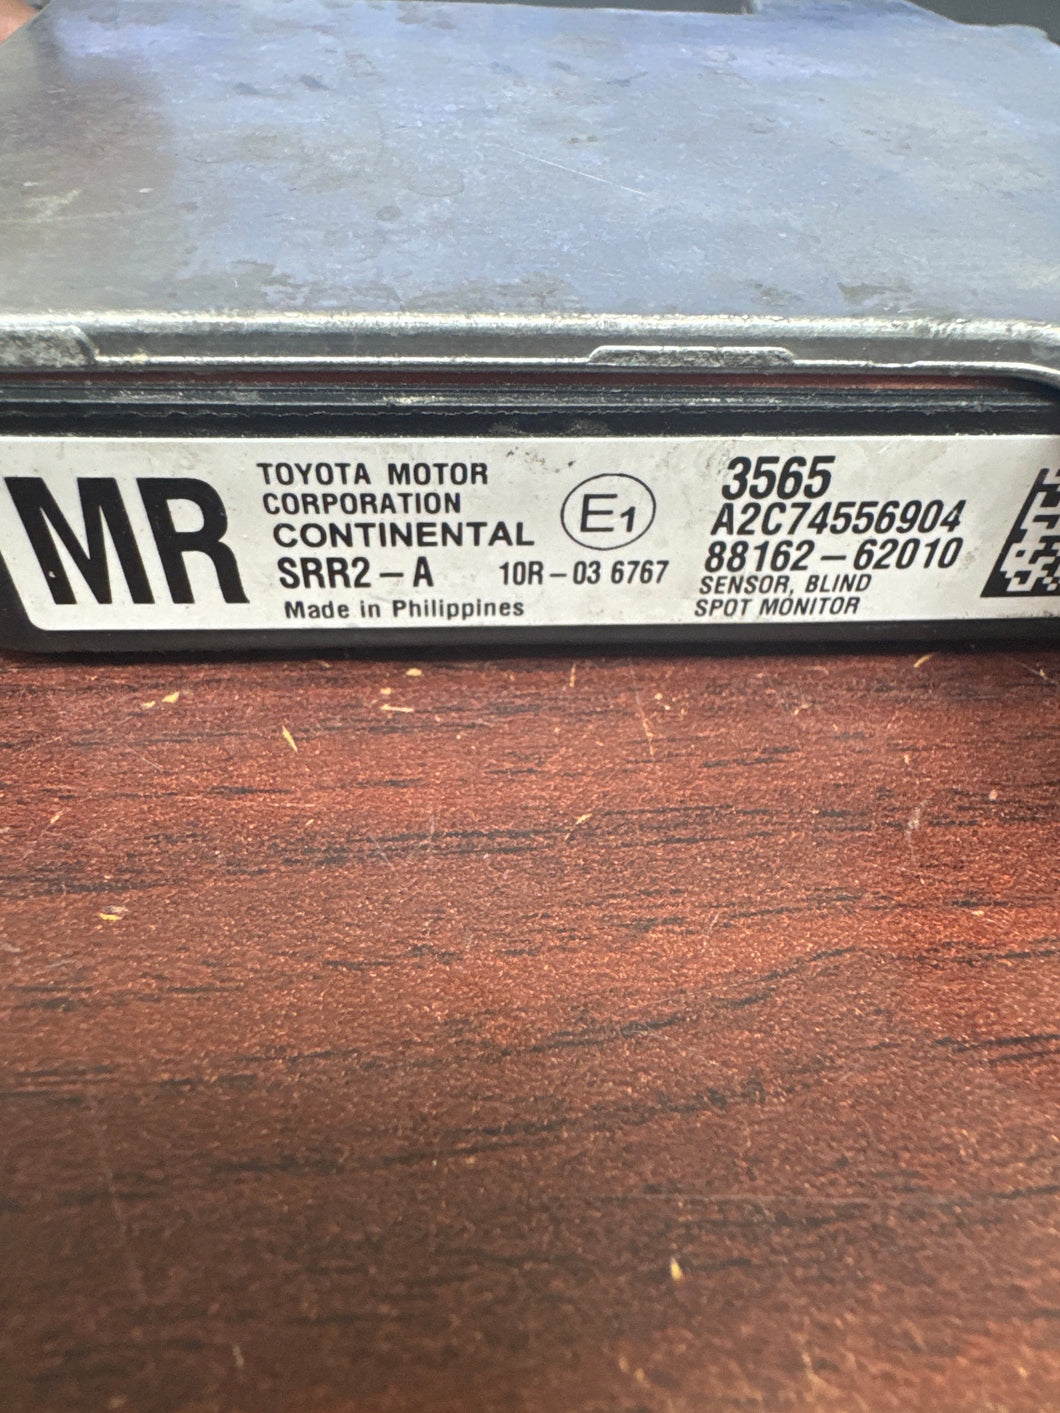 MR
TOYOTA MOTOR
CORPORATION
CONTINENTAL
SRR2-A 10R-03 6767
Made in Philippines
E1
3565
A2C74556904
88162-62010
SENSOR, BLIND
SPOT MONITOR